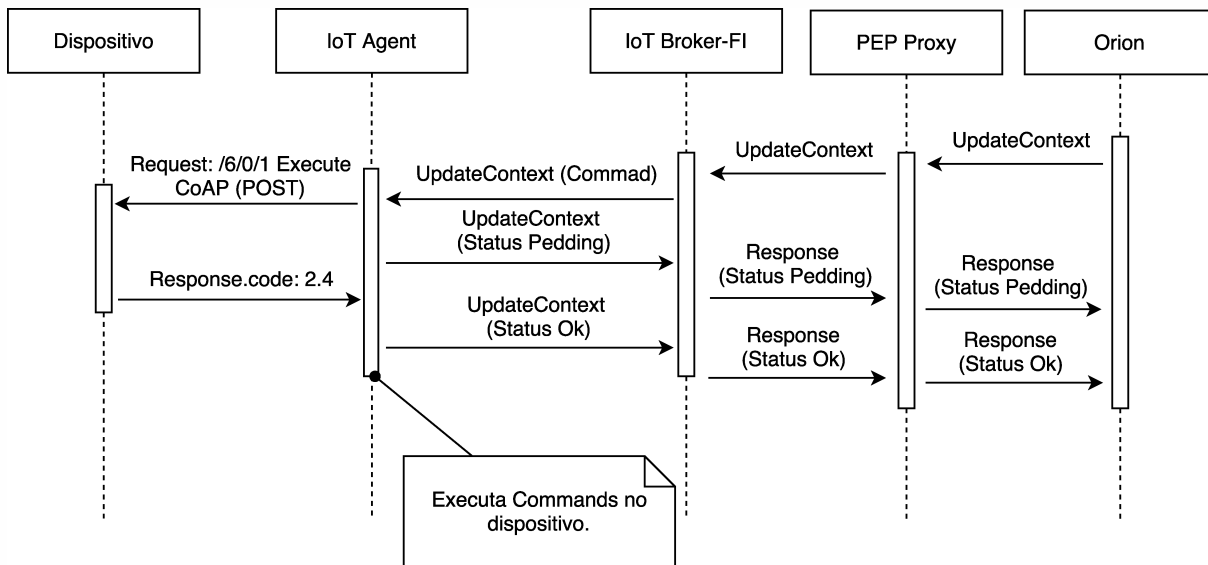 Dispositivo
IoT Agent
IoT Broker-FI
PEP Proxy
Orion
UpdateContext
UpdateContext
UpdateContext (Commad)
Request: /6/0/1 Execute
CoAP (POST)
UpdateContext
(Status Pedding)
Response
(Status Pedding)
Response
(Status Pedding)
Response.code: 2.4
UpdateContext
(Status Ok)
Response
(Status Ok)
Response
(Status Ok)
Executa Commands no
dispositivo.